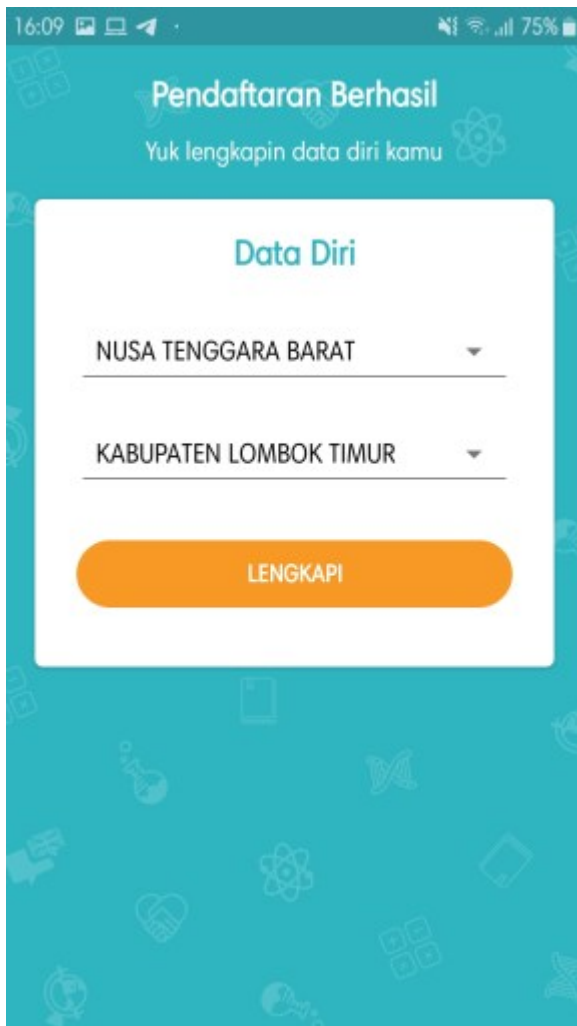 16:09 75%
Pendaftaran Berhasil
Yuk lengkapin data diri kamu
Data Diri
NUSA TENGGARA BARAT
KABUPATEN LOMBOK TIMUR
LENGKAPI